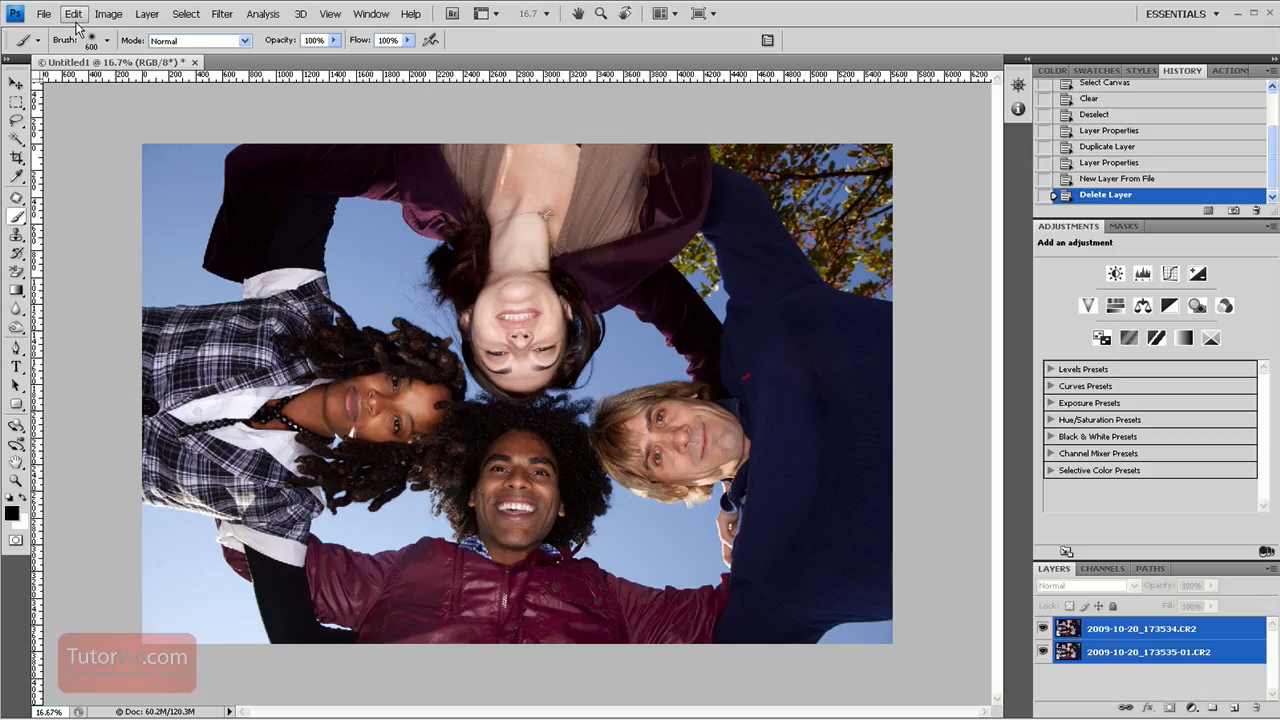 Ps File Edit Image Layer Select Filter Analysis 3D View Window Help Br 16.7 ESSENTIALS
Brush: 600 Mode: Normal Opacity: 100% Flow: 100%
© Untitled1 @ 16.7% (RGB/8*) *
COLOR SWATCHES STYLES HISTORY ACTIONS
Select Canvas
Clear
Deselect
Layer Properties
Duplicate Layer
Layer Properties
New Layer From File
Delete Layer
ADJUSTMENTS MASKS
Add an adjustment
Levels Presets
Curves Presets
Exposure Presets
Hue/Saturation Presets
Black & White Presets
Channel Mixer Presets
Selective Color Presets
LAYERS CHANNELS PATHS
Normal Opacity: 100%
Lock: Fill: 100%
2009-10-20_173534.CR2
2009-10-20_173535-01.CR2
TutorVid.com
16.67% Doc: 60.2M/120.3M